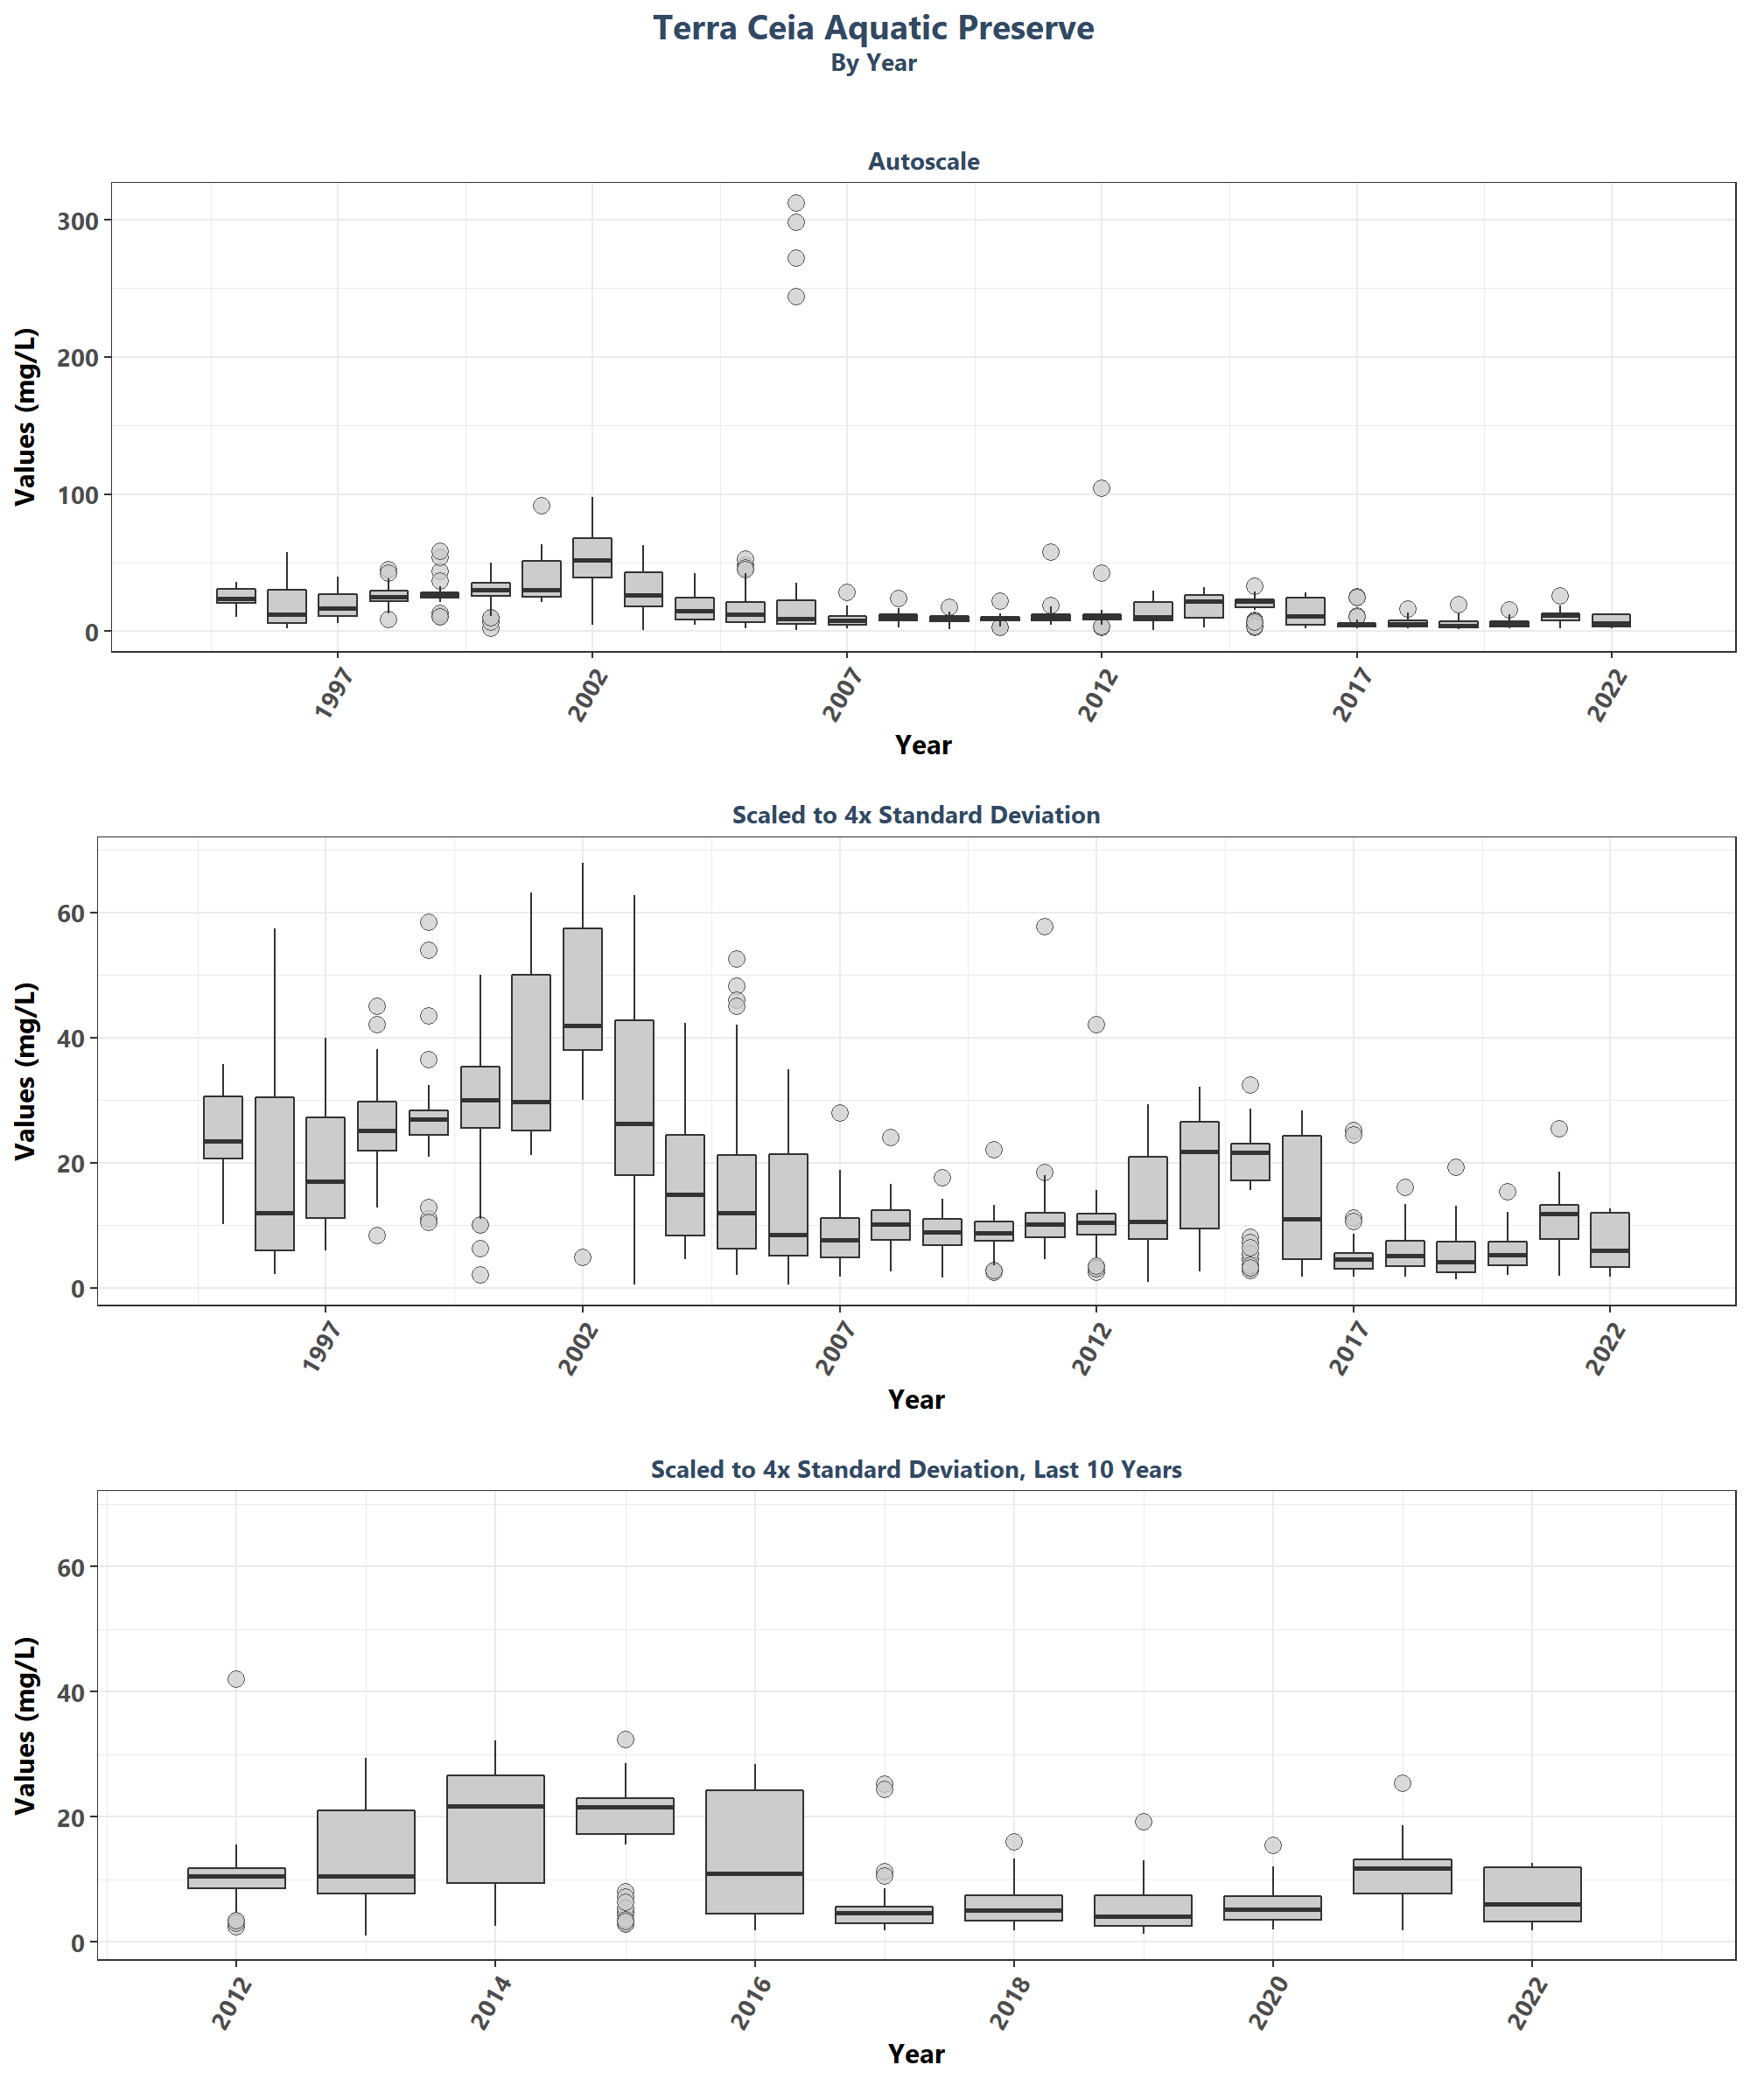 Terra Ceia Aquatic Preserve
By Year
Autoscale
Values (mg/L)
300
200
100
0
1997 2002 2007 2012 2017 2022
Year
Scaled to 4x Standard Deviation
Values (mg/L)
60
40
20
0
1997 2002 2007 2012 2017 2022
Year
Scaled to 4x Standard Deviation, Last 10 Years
Values (mg/L)
60
40
20
0
2012 2014 2016 2018 2020 2022
Year